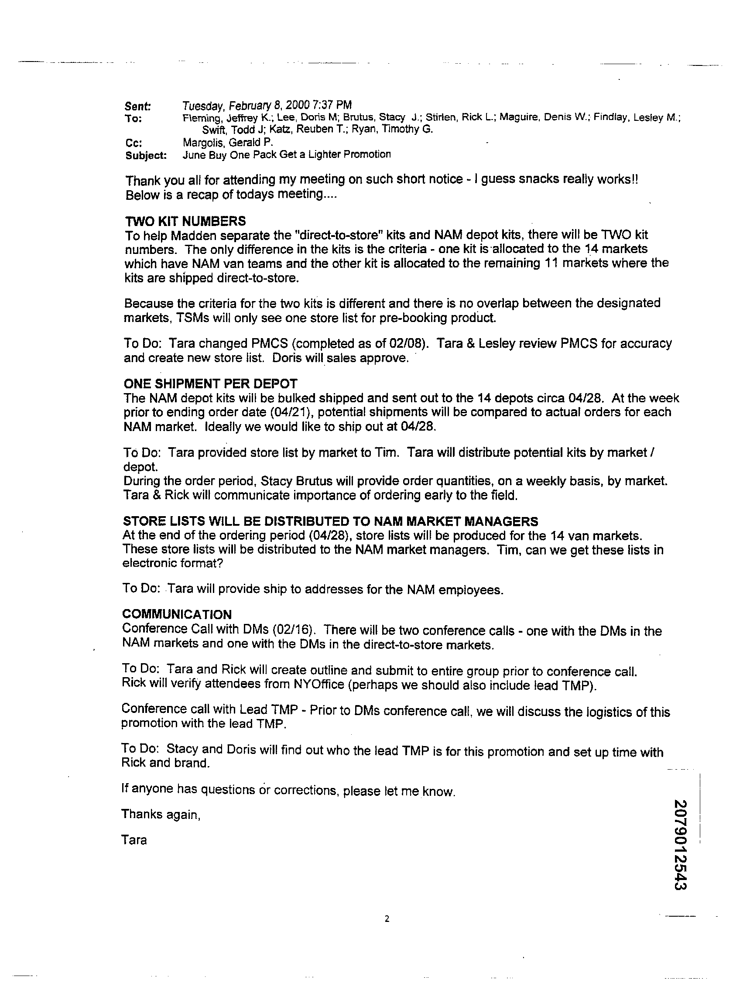 Sent: Tuesday, February 8, 2000 7:37 PM
To: Fleming, Jeffrey K.; Lee, Doris M; Brutus, Stacy J.; Stirlen, Rick L.; Maguire, Denis W.; Findlay, Lesley M.;
Swift, Todd J; Katz, Reuben T.; Ryan, Timothy G.
Cc: Margolis, Gerald P.
Subject: June Buy One Pack Get a Lighter Promotion
Thank you all for attending my meeting on such short notice - I guess snacks really works!!
Below is a recap of todays meeting....
TWO KIT NUMBERS
To help Madden separate the "direct-to-store" kits and NAM depot kits, there will be TWO kit
numbers. The only difference in the kits is the criteria - one kit is allocated to the 14 markets
which have NAM van teams and the other kit is allocated to the remaining 11 markets where the
kits are shipped direct-to-store.
Because the criteria for the two kits is different and there is no overlap between the designated
markets, TSMs will only see one store list for pre-booking product.
To Do: Tara changed PMCS (completed as of 02/08). Tara & Lesley review PMCS for accuracy
and create new store list. Doris will sales approve.
ONE SHIPMENT PER DEPOT
The NAM depot kits will be bulked shipped and sent out to the 14 depots circa 04/28. At the week
prior to ending order date (04/21), potential shipments will be compared to actual orders for each
NAM market. Ideally we would like to ship out at 04/28.
To Do: Tara provided store list by market to Tim. Tara will distribute potential kits by market /
depot.
During the order period, Stacy Brutus will provide order quantities, on a weekly basis, by market.
Tara & Rick will communicate importance of ordering early to the field.
STORE LISTS WILL BE DISTRIBUTED TO NAM MARKET MANAGERS
At the end of the ordering period (04/28), store lists will be produced for the 14 van markets.
These store lists will be distributed to the NAM market managers. Tim, can we get these lists in
electronic format?
To Do: Tara will provide ship to addresses for the NAM employees.
COMMUNICATION
Conference Call with DMs (02/16). There will be two conference calls - one with the DMs in the
NAM markets and one with the DMs in the direct-to-store markets.
To Do: Tara and Rick will create outline and submit to entire group prior to conference call.
Rick will verify attendees from NYOffice (perhaps we should also include lead TMP).
Conference call with Lead TMP - Prior to DMs conference call, we will discuss the logistics of this
promotion with the lead TMP.
To Do: Stacy and Doris will find out who the lead TMP is for this promotion and set up time with
Rick and brand.
If anyone has questions or corrections, please let me know.
Thanks again,
Tara
2079012543
2